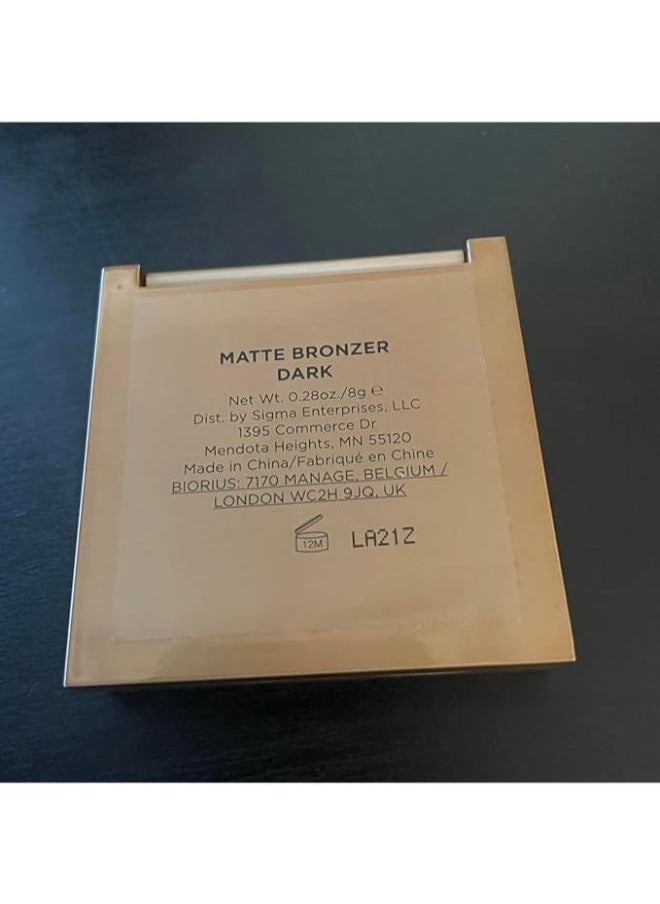 MATTE BRONZER
DARK
Net Wt. 0.28oz./8g ℮
Dist. by Sigma Enterprises, LLC
1395 Commerce Dr
Mendota Heights, MN 55120
Made in China/Fabriqué en Chine
BIORIUS: 7170 MANAGE, BELGIUM /
LONDON WC2H 9JQ, UK
12M LA21Z